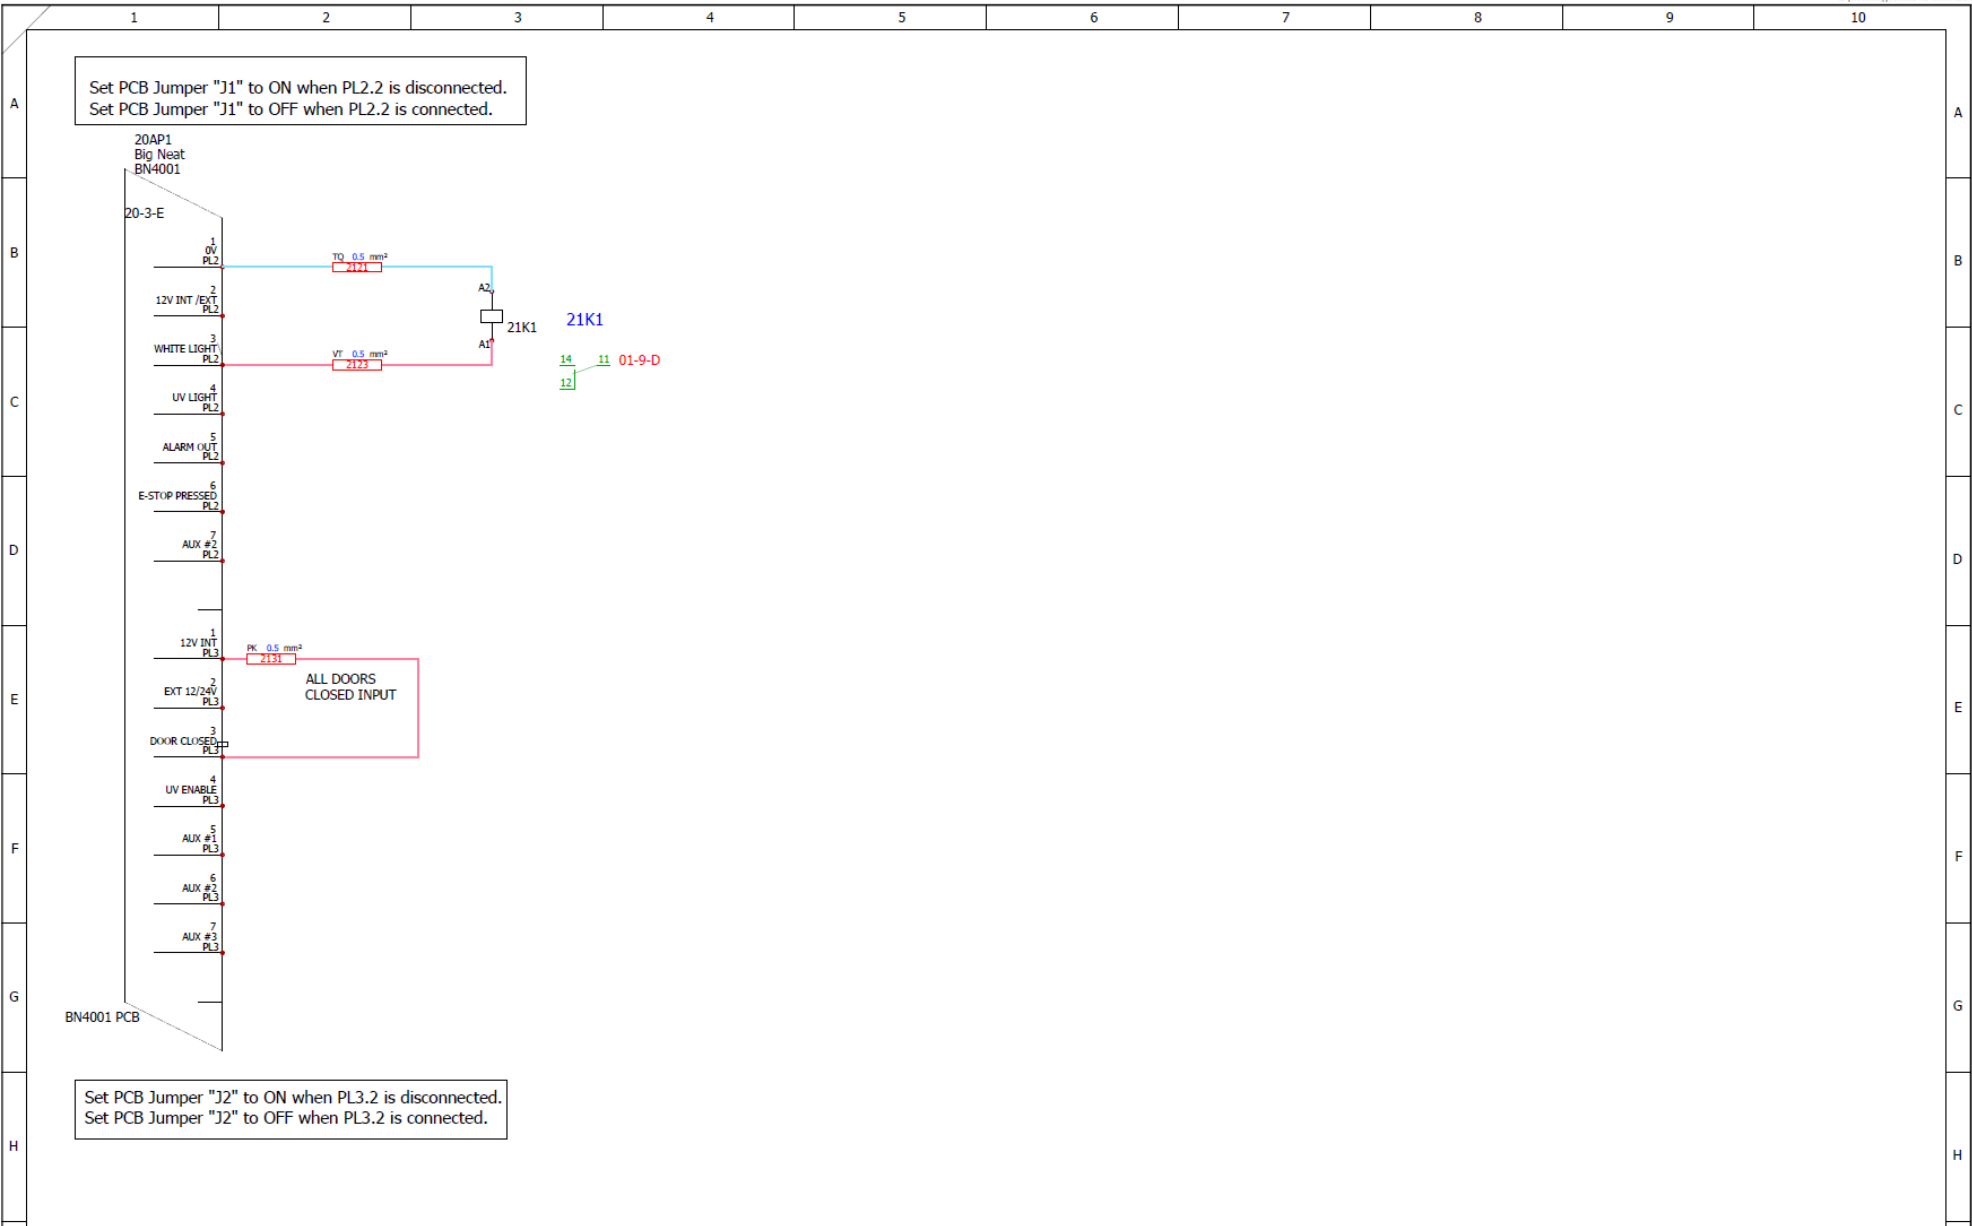 1 2 3 4 5 6 7 8 9 10
A A
Set PCB Jumper "J1" to ON when PL2.2 is disconnected.
Set PCB Jumper "J1" to OFF when PL2.2 is connected.
20AP1
Big Neat
BN4001
20-3-E
B B
1
0V
PL2
TQ 0.5 mm²
2121
2
12V INT /EXT
PL2
A2
21K1
21K1
A1
3
WHITE LIGHT
PL2
VT 0.5 mm²
2123
14 11 01-9-D
12
C C
4
UV LIGHT
PL2
5
ALARM OUT
PL2
6
E-STOP PRESSED
PL2
D D
7
AUX #2
PL2
1
12V INT
PL3
PK 0.5 mm²
2131
ALL DOORS
CLOSED INPUT
E E
2
EXT 12/24V
PL3
3
DOOR CLOSED
PL3
4
UV ENABLE
PL3
F F
5
AUX #1
PL3
6
AUX #2
PL3
7
AUX #3
PL3
G G
BN4001 PCB
Set PCB Jumper "J2" to ON when PL3.2 is disconnected.
Set PCB Jumper "J2" to OFF when PL3.2 is connected.
H H